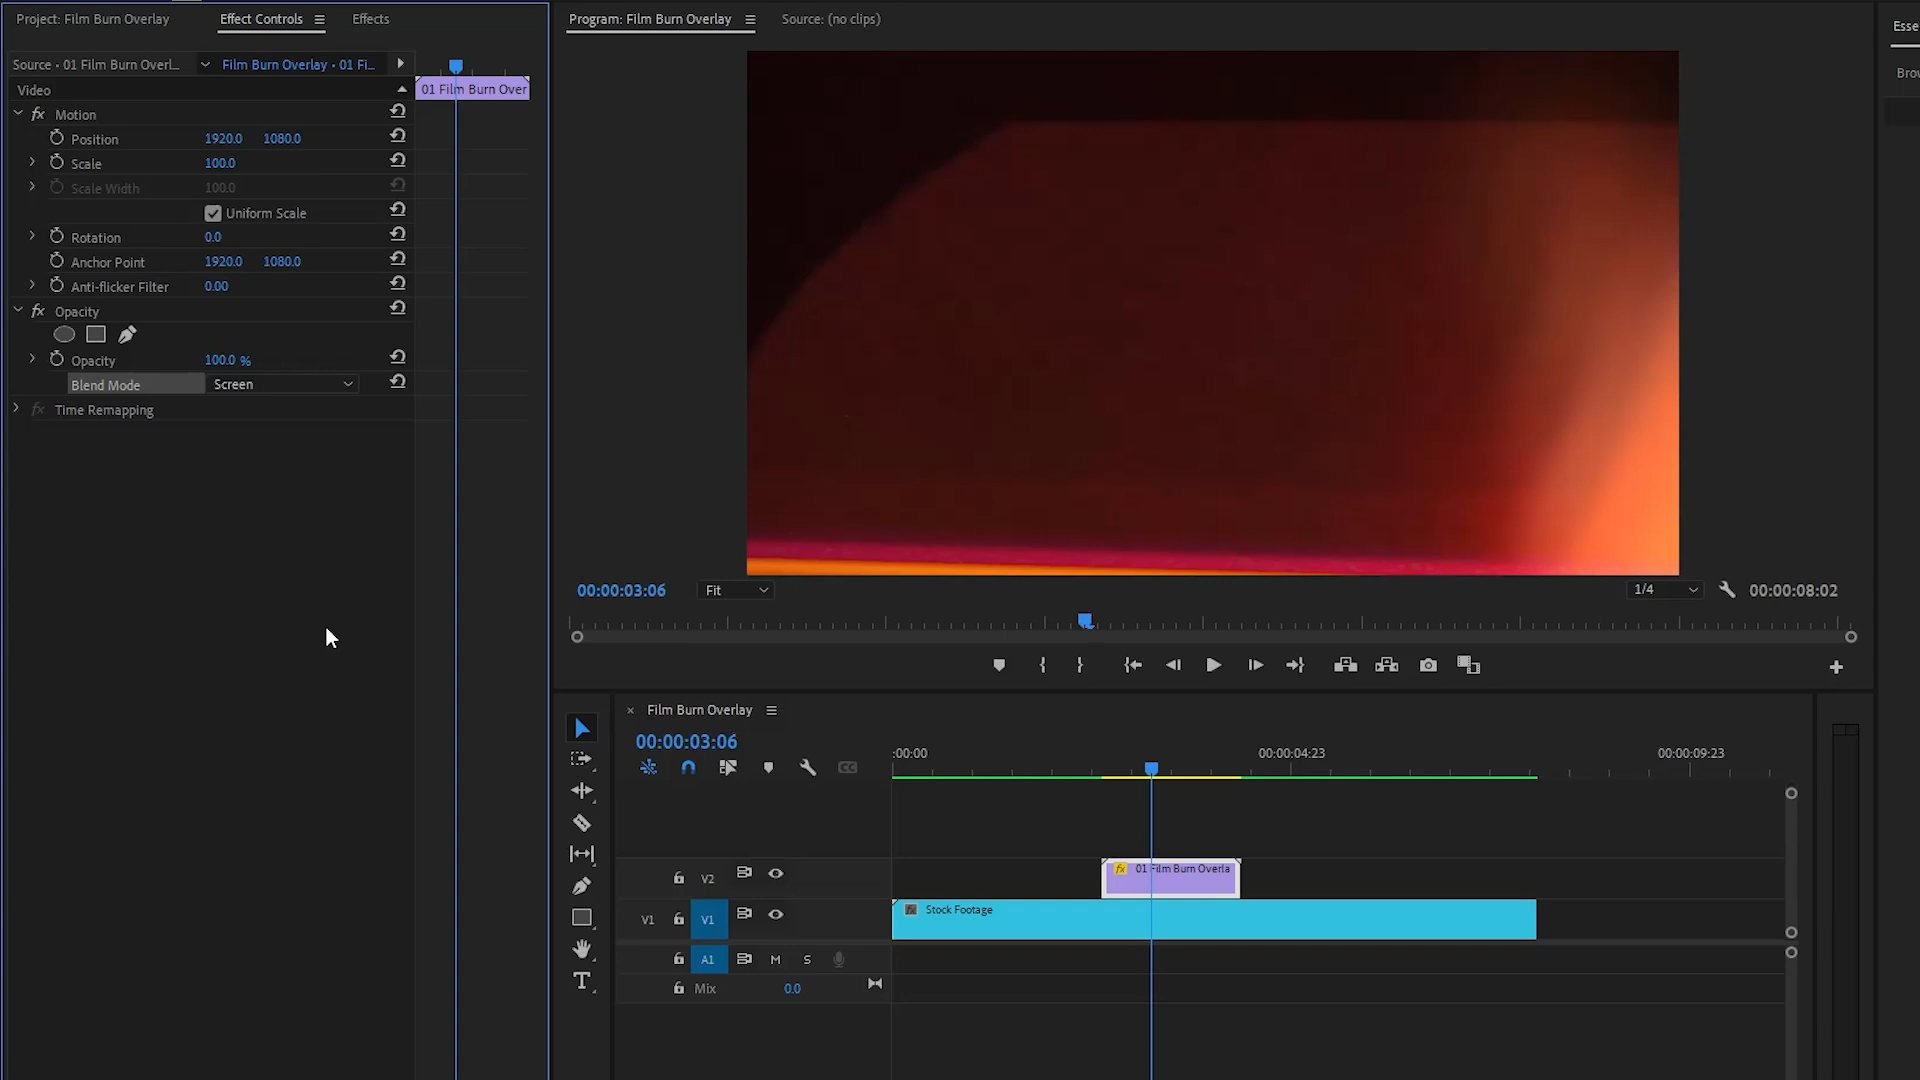 Project: Film Burn Overlay
Effect Controls
Effects
Source · 01 Film Burn Overl...
Film Burn Overlay · 01 Fi...
Video
01 Film Burn Over
Motion
Position 1920.0 1080.0
Scale 100.0
Scale Width 100.0
Uniform Scale
Rotation 0.0
Anchor Point 1920.0 1080.0
Anti-flicker Filter 0.00
Opacity
Opacity 100.0 %
Blend Mode Screen
Time Remapping
Program: Film Burn Overlay
Source: (no clips)
00:00:03:06
Fit
1/4
00:00:08:02
Film Burn Overlay
00:00:03:06
:00:00
00:00:04:23
00:00:09:23
V2
fx 01 Film Burn Overla
V1 V1
fx Stock Footage
A1 M S
Mix 0.0
Esse
Brow